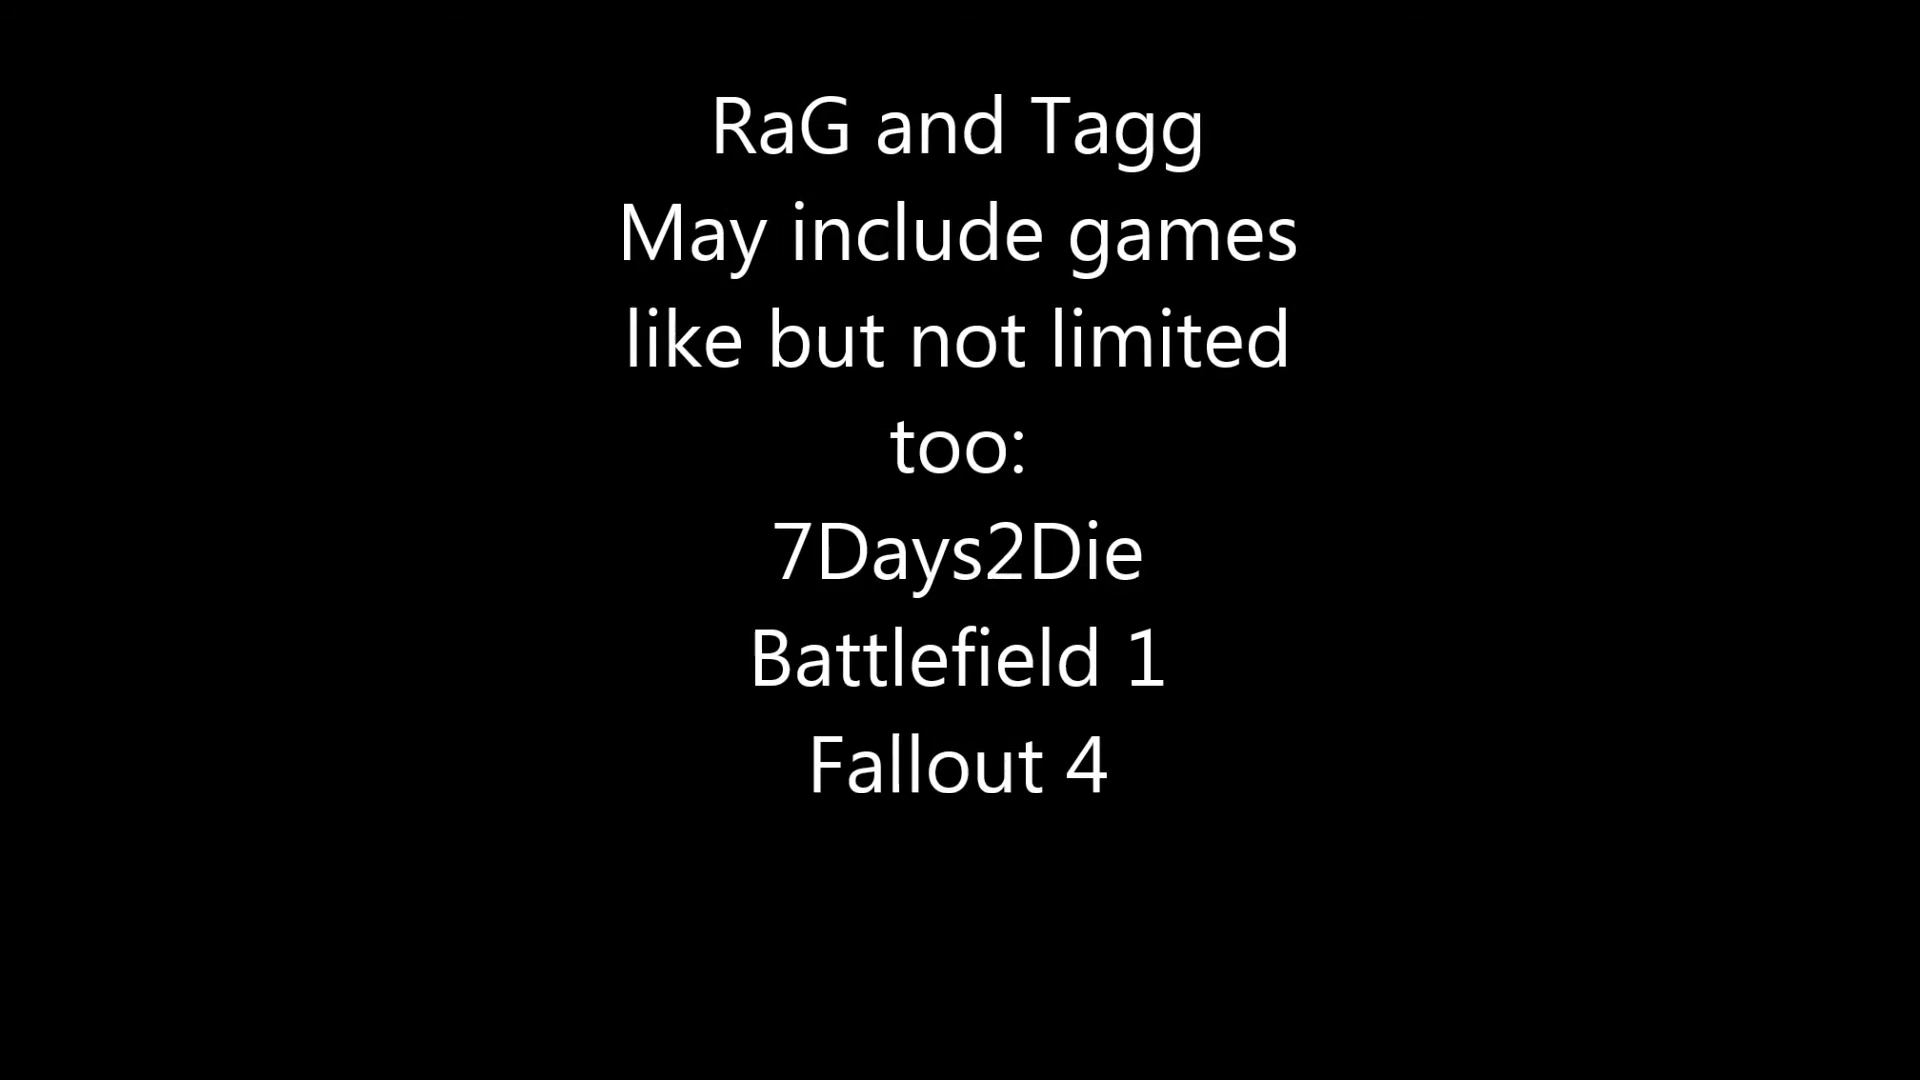 RaG and Tagg
May include games
like but not limited
too:
7Days2Die
Battlefield 1
Fallout 4